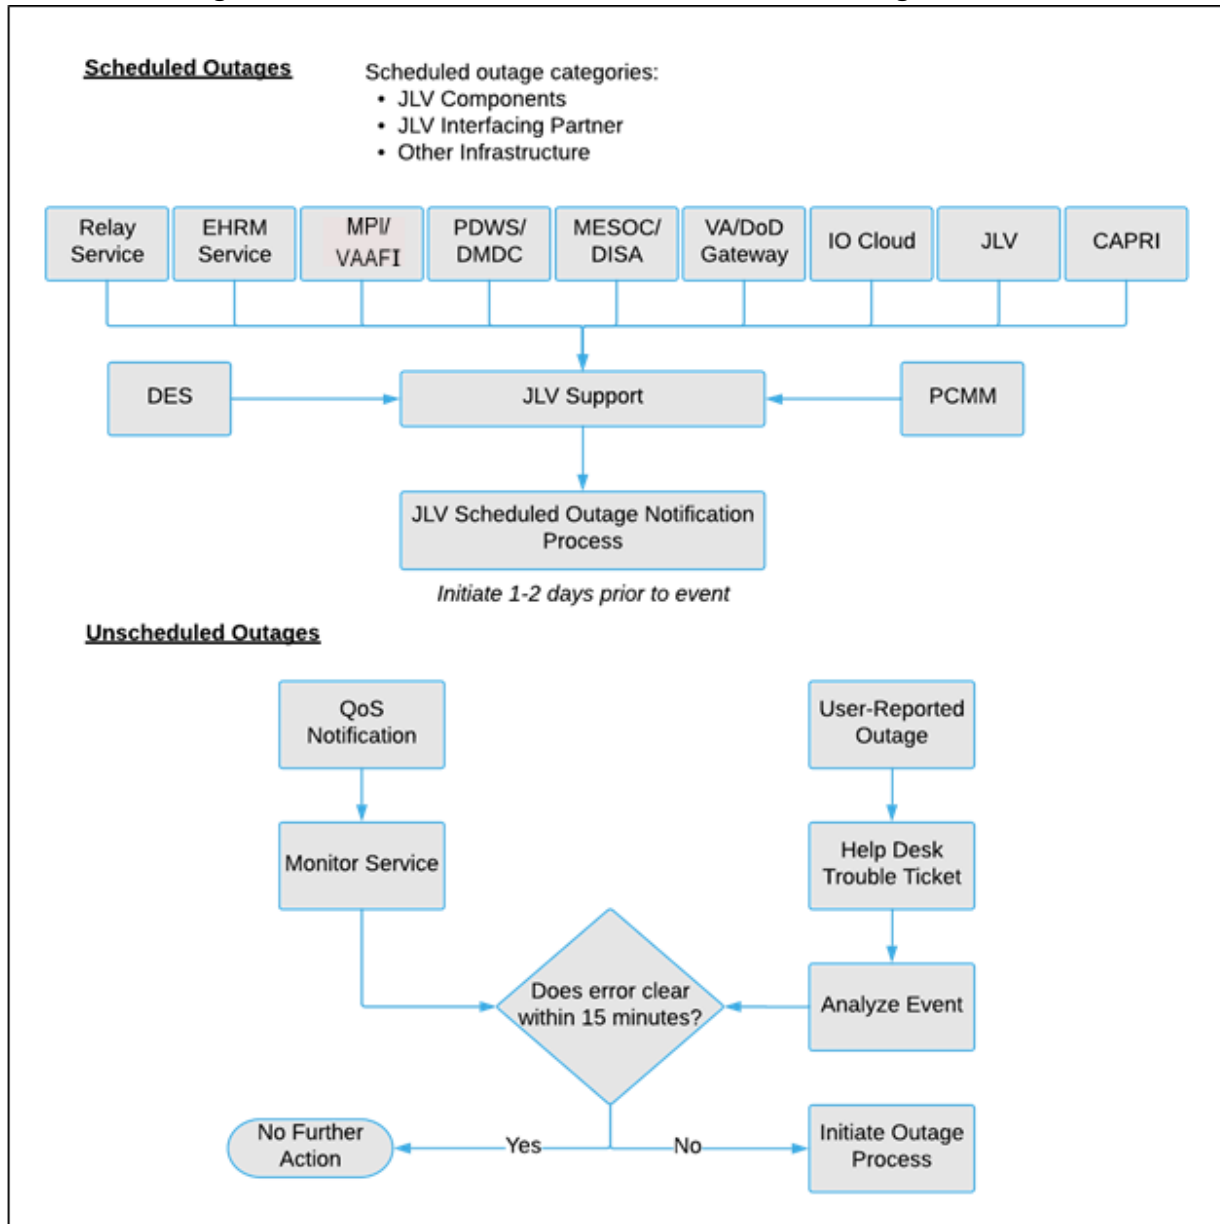 Scheduled Outages
Scheduled outage categories:
• JLV Components
• JLV Interfacing Partner
• Other Infrastructure
Relay
Service
EHRM
Service
MPI/
VAAFI
PDWS/
DMDC
MESOC/
DISA
VA/DoD
Gateway
IO Cloud
JLV
CAPRI
DES
JLV Support
PCMM
JLV Scheduled Outage Notification
Process
Initiate 1-2 days prior to event
Unscheduled Outages
QoS
Notification
User-Reported
Outage
Monitor Service
Help Desk
Trouble Ticket
Does error clear
within 15 minutes?
Analyze Event
No Further
Action
Yes
No
Initiate Outage
Process